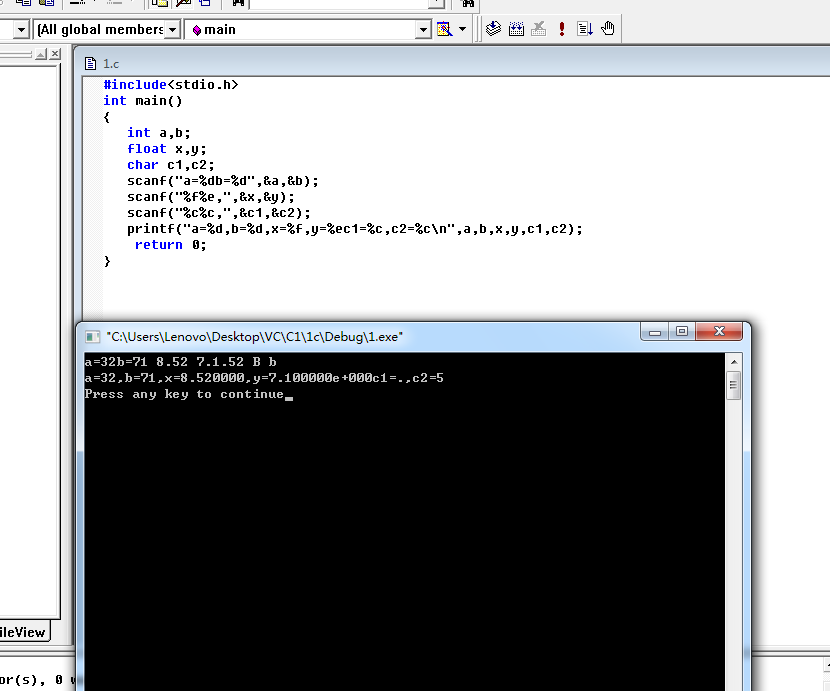 (All global members
main
1.c
#include<stdio.h>
int main()
{
int a,b;
float x,y;
char c1,c2;
scanf("a=%db=%d",&a,&b);
scanf("%f%e,",&x,&y);
scanf("%c%c,",&c1,&c2);
printf("a=%d,b=%d,x=%f,y=%ec1=%c,c2=%c\n",a,b,x,y,c1,c2);
return 0;
}
"C:\Users\Lenovo\Desktop\VC\C1\1c\Debug\1.exe"
a=32b=71 8.52 7.1.52 B b
a=32,b=71,x=8.520000,y=7.100000e+000c1=.,c2=5
Press any key to continue
ileView
or(s), 0 w